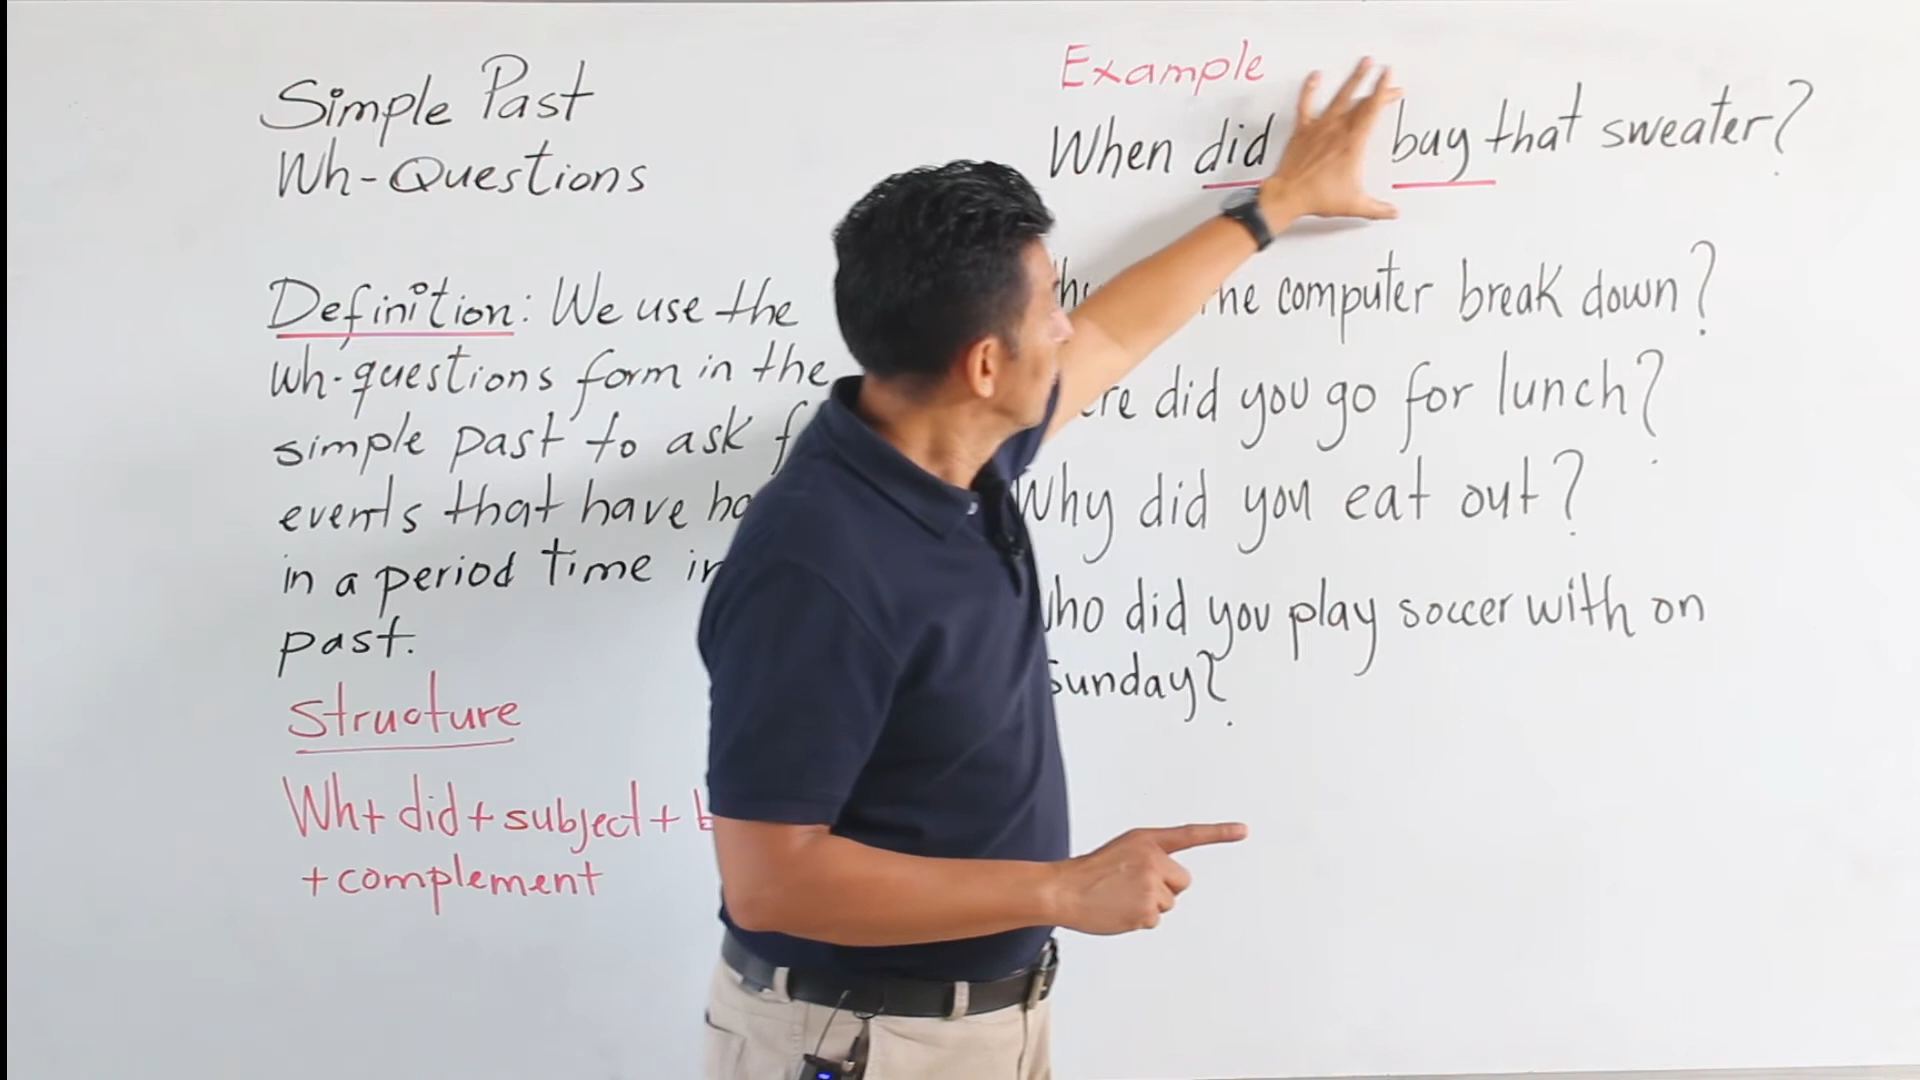 Simple Past
Wh-Questions
Definition: We use the
wh-questions form in the
simple past to ask
events that have
in a period time in
past.
Structure
Wh+ did+subject+
+complement
Example
When did buy that sweater?
the computer break down?
did you go for lunch?
Why did you eat out?
Who did you play soccer with on
Sunday?